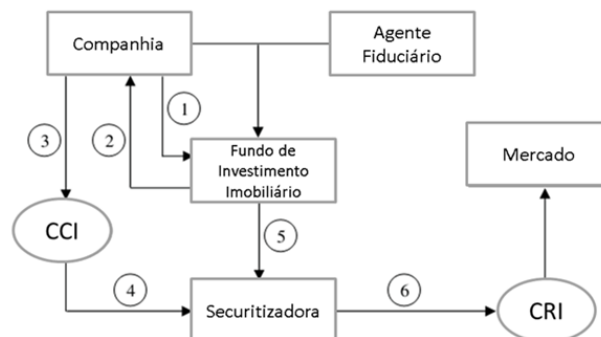 Companhia
Agente
Fiduciário
1
3
2
Fundo de
Investimento
Imobiliário
Mercado
CCI
5
4
Securitizadora
6
CRI